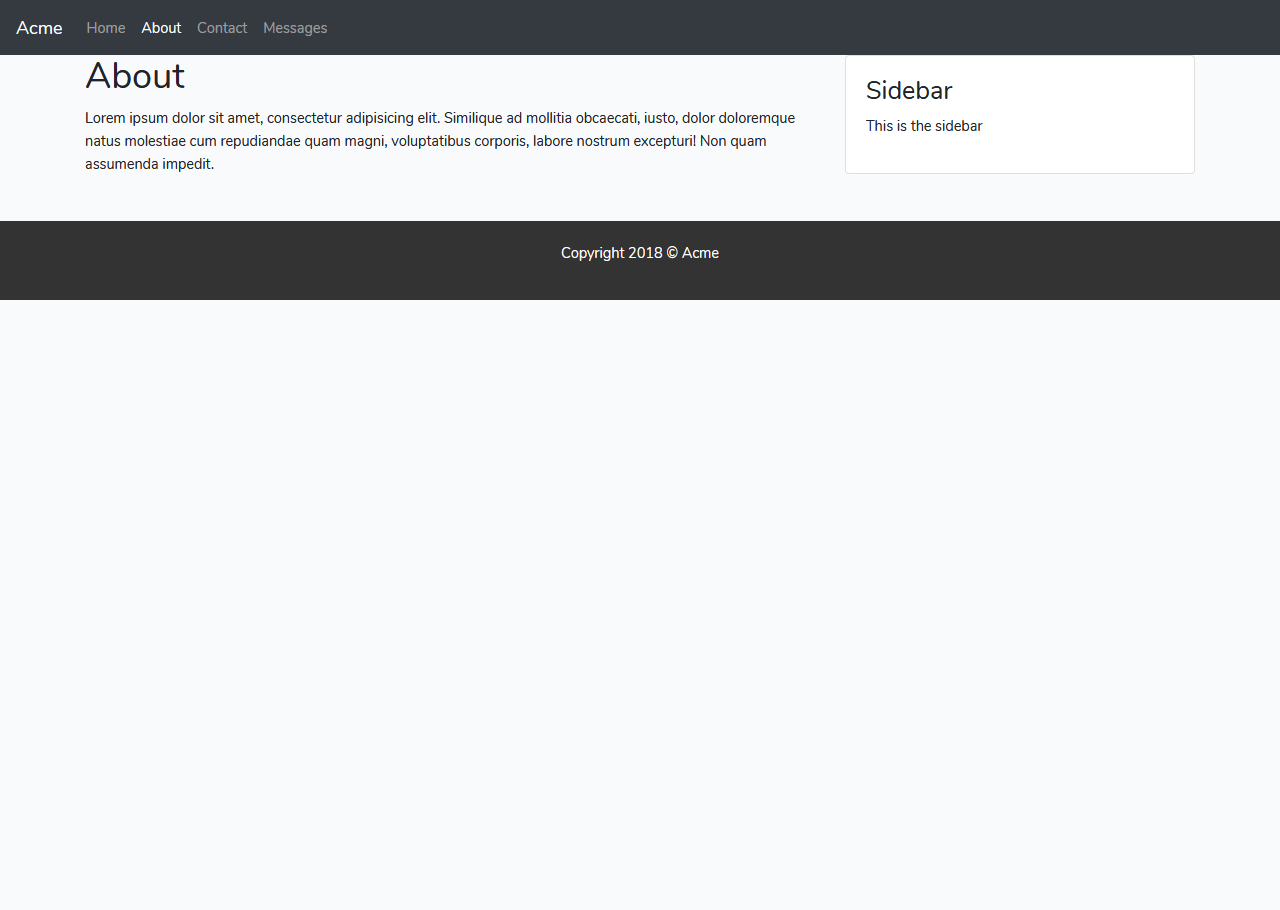 Acme Home About Contact Messages
About
Lorem ipsum dolor sit amet, consectetur adipisicing elit. Similique ad mollitia obcaecati, iusto, dolor doloremque
natus molestiae cum repudiandae quam magni, voluptatibus corporis, labore nostrum excepturi! Non quam
assumenda impedit.
Sidebar
This is the sidebar
Copyright 2018 © Acme